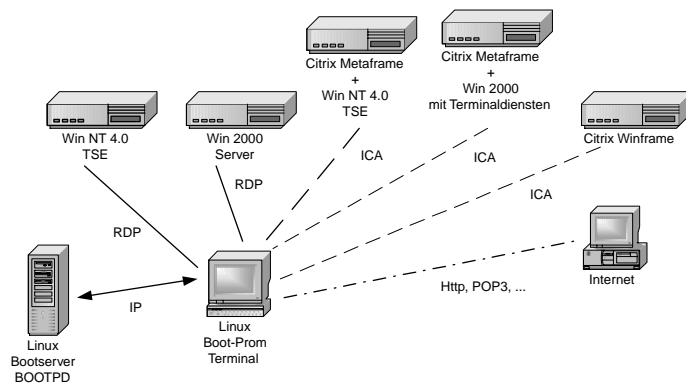 Citrix Metaframe
+
Win NT 4.0
TSE
Citrix Metaframe
+
Win 2000
mit Terminaldiensten
Win NT 4.0
TSE
Win 2000
Server
Citrix Winframe
ICA
ICA
ICA
RDP
RDP
IP
Http, POP3, ...
Internet
Linux
Boot-Prom
Terminal
Linux
Bootserver
BOOTPD